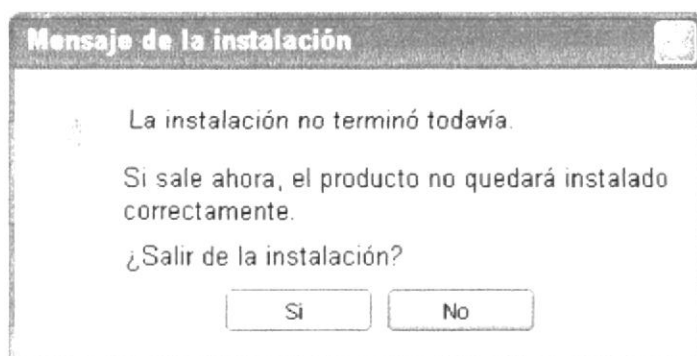 Mensaje de la instalación
La instalación no terminó todavía.
Si sale ahora, el producto no quedará instalado
correctamente.
¿Salir de la instalación?
Si
No